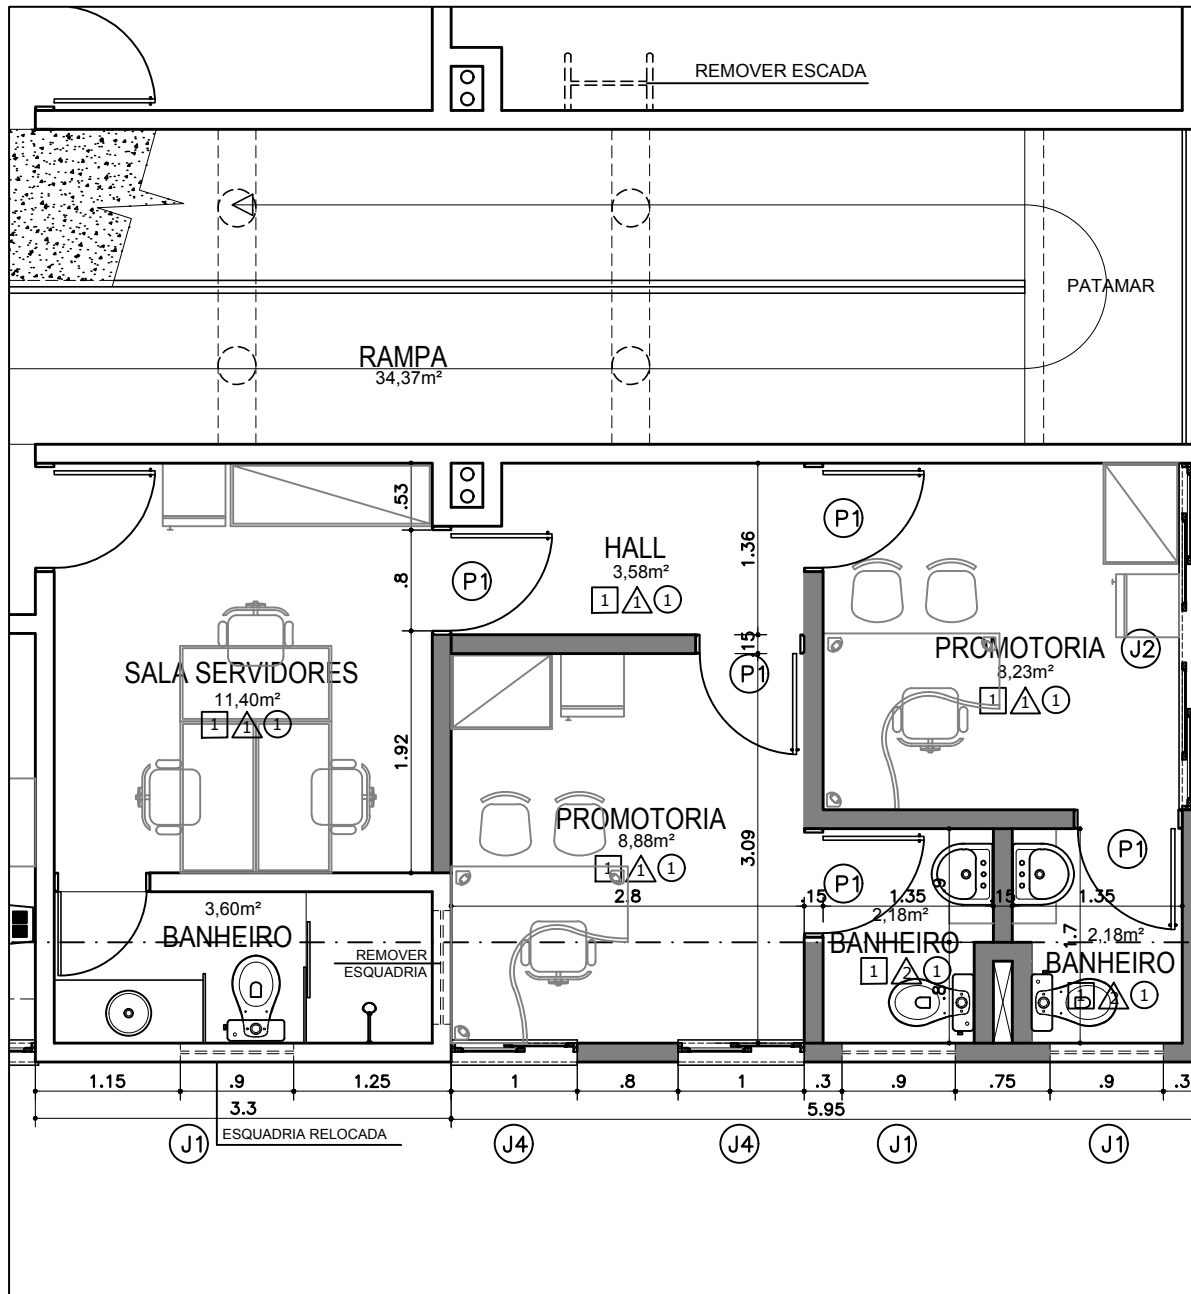 REMOVER ESCADA
PATAMAR
RAMPA
34,37m²
.53
P1
1.36
HALL
3,58m²
1 1 1
.8
P1
.15
PROMOTORIA
8,23m²
1 1 1
J2
P1
SALA SERVIDORES
11,40m²
1 1 1
1.92
PROMOTORIA
8,88m²
1 1 1
3.09
P1
P1
2.8
.15
1.35
.15
1.35
3,60m²
BANHEIRO
REMOVER
ESQUADRIA
2,18m²
BANHEIRO
1 2 1
1.7
2,18m²
BANHEIRO
1 2 1
1.15
.9
1.25
1
.8
1
.3
.9
.75
.9
.3
3.3
5.95
J1
ESQUADRIA RELOCADA
J4
J4
J1
J1